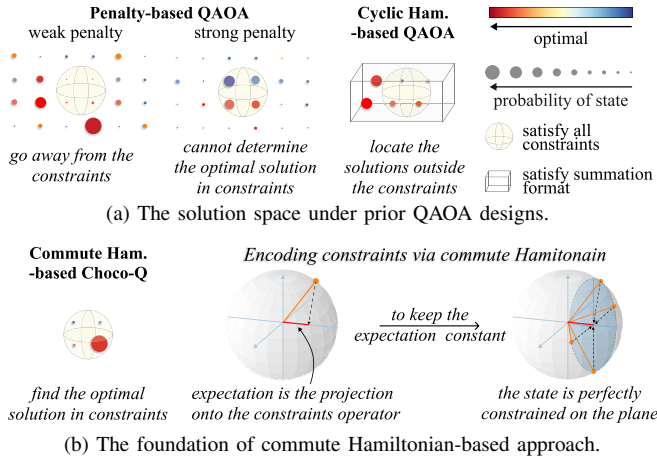 Penalty-based QAOA
weak penalty
strong penalty
go away from the
constraints
cannot determine
the optimal solution
in constraints
Cyclic Ham.
-based QAOA
locate the
solutions outside
the constraints
optimal
probability of state
satisfy all
constraints
satisfy summation
format
(a) The solution space under prior QAOA designs.
Commute Ham.
-based Choco-Q
find the optimal
solution in constraints
Encoding constraints via commute Hamitonain
expectation is the projection
onto the constraints operator
to keep the
expectation constant
the state is perfectly
constrained on the plane
(b) The foundation of commute Hamiltonian-based approach.